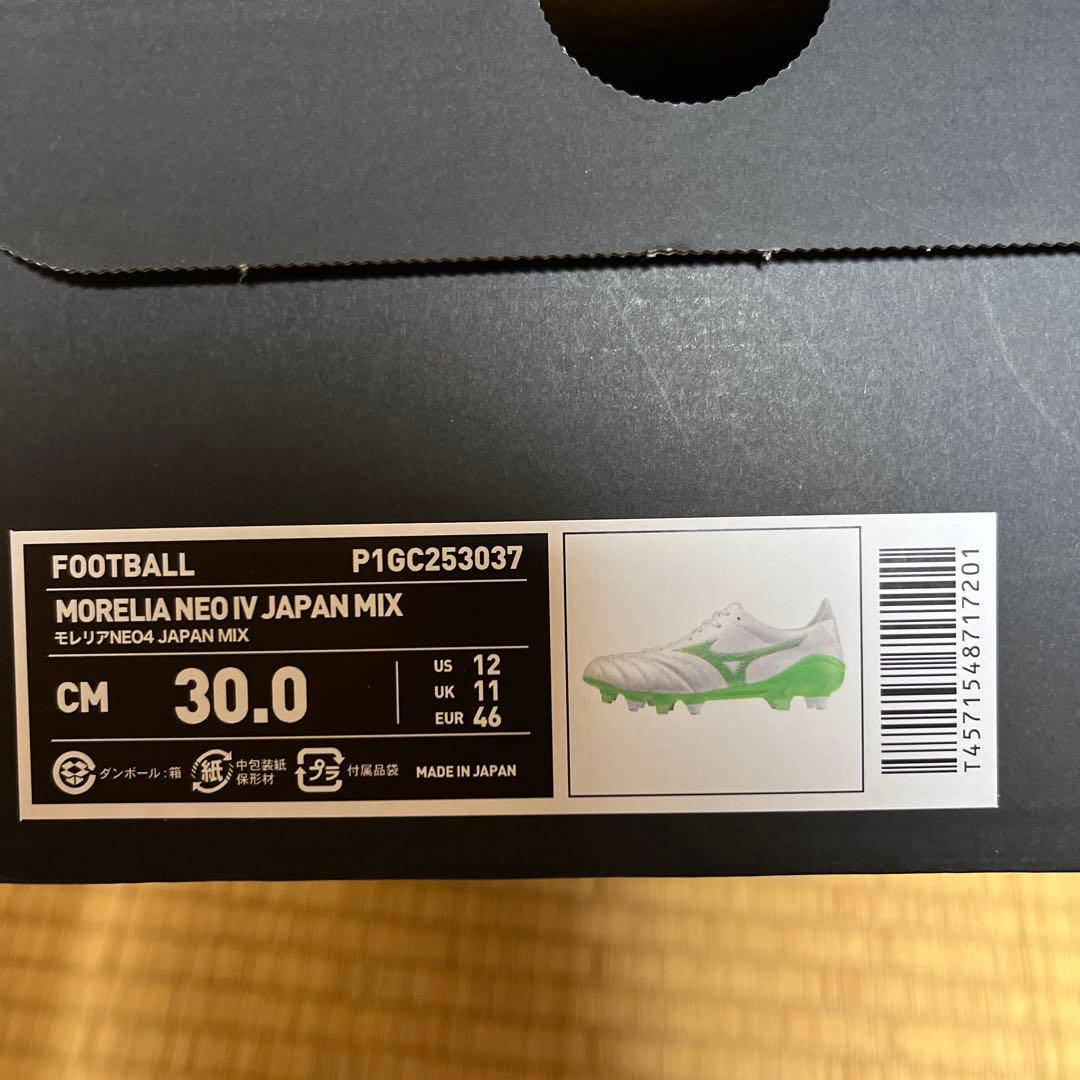 FOOTBALL P1GC253037
MORELIA NEO IV JAPAN MIX
モレリアNEO4 JAPAN MIX
CM 30.0
US 12
UK 11
EUR 46
ダンボール:箱
紙 中包装紙
保形材
プラ 付属品袋
MADE IN JAPAN
T4571548717201